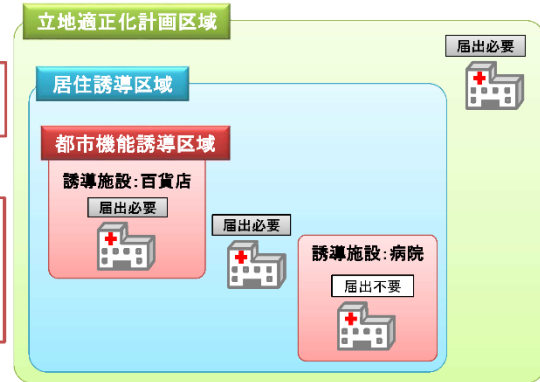 立地適正化計画区域
届出必要
居住誘導区域
都市機能誘導区域
誘導施設:百貨店
届出必要
届出必要
誘導施設:病院
届出不要